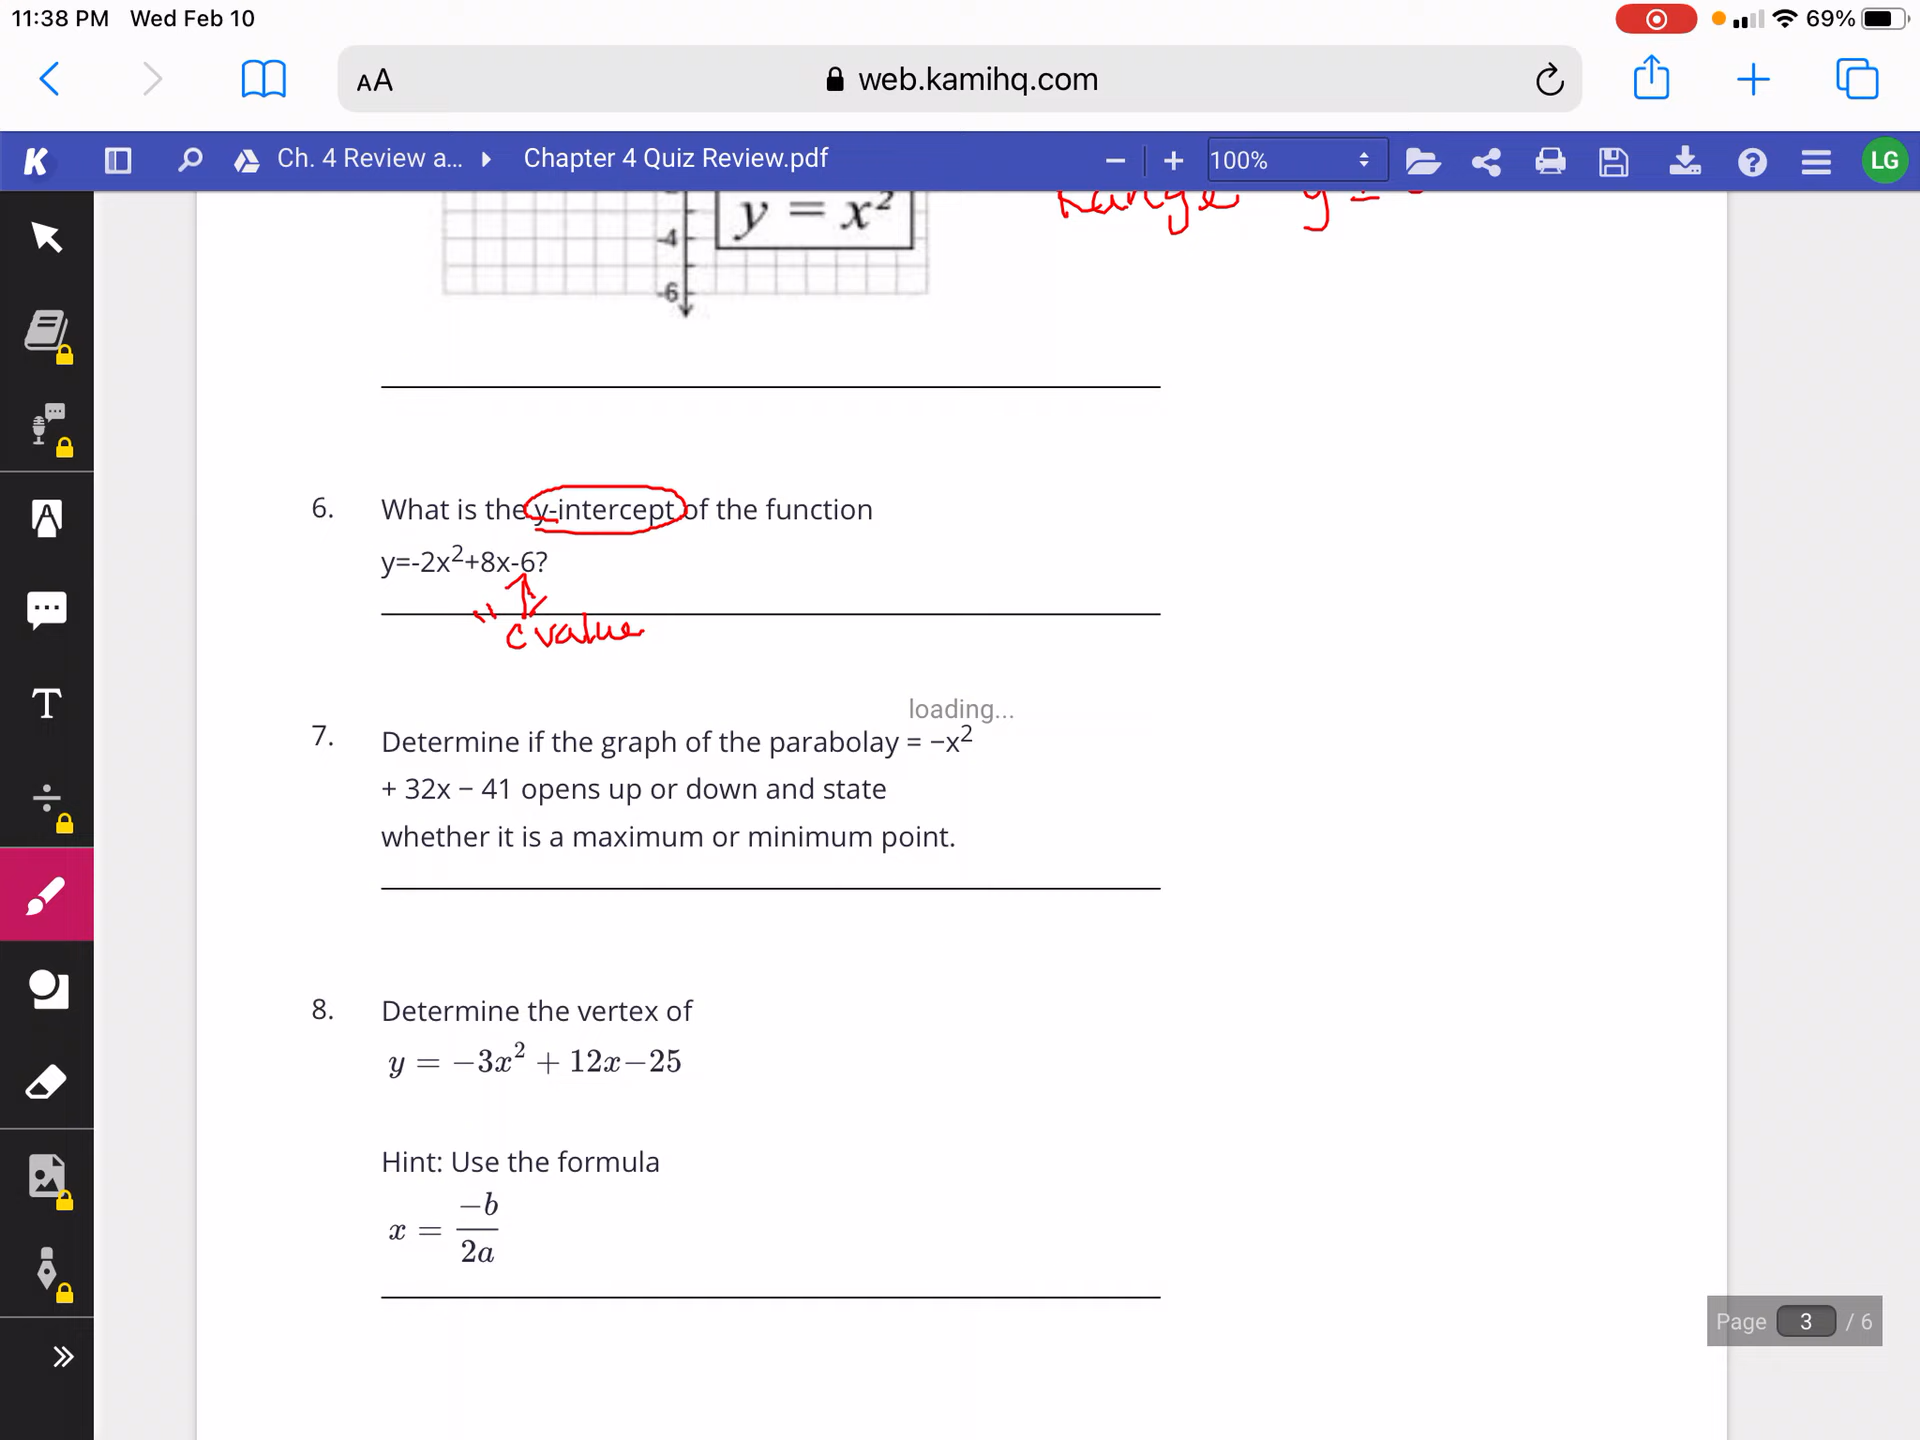 11:38 PM Wed Feb 10
69%
AA
web.kamihq.com
K
Ch. 4 Review a...
Chapter 4 Quiz Review.pdf
100%
LG
Range y ≥
-4
y = x²
-6
6. What is the y-intercept of the function
y=-2x²+8x-6?
" c value
loading...
7. Determine if the graph of the parabolay = −x²
+ 32x − 41 opens up or down and state
whether it is a maximum or minimum point.
8. Determine the vertex of
y = −3x² + 12x−25
Hint: Use the formula
x = −b/2a
Page 3 / 6